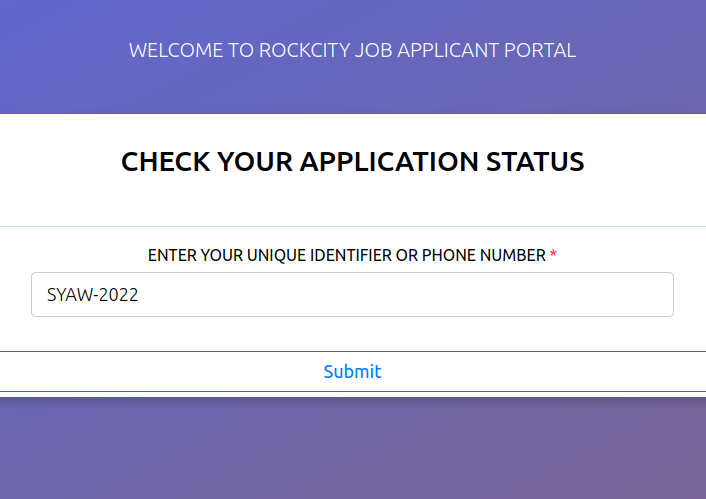 WELCOME TO ROCKCITY JOB APPLICANT PORTAL
CHECK YOUR APPLICATION STATUS
ENTER YOUR UNIQUE IDENTIFIER OR PHONE NUMBER *
SYAW-2022
Submit